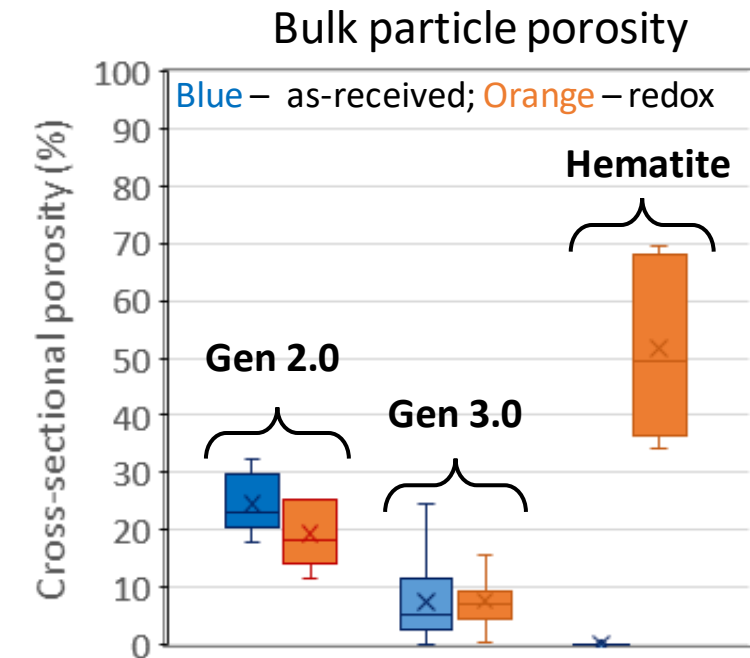 Bulk particle porosity
Cross-sectional porosity (%)
100
90
80
70
60
50
40
30
20
10
0
Blue – as-received; Orange – redox
Hematite
Gen 2.0
Gen 3.0